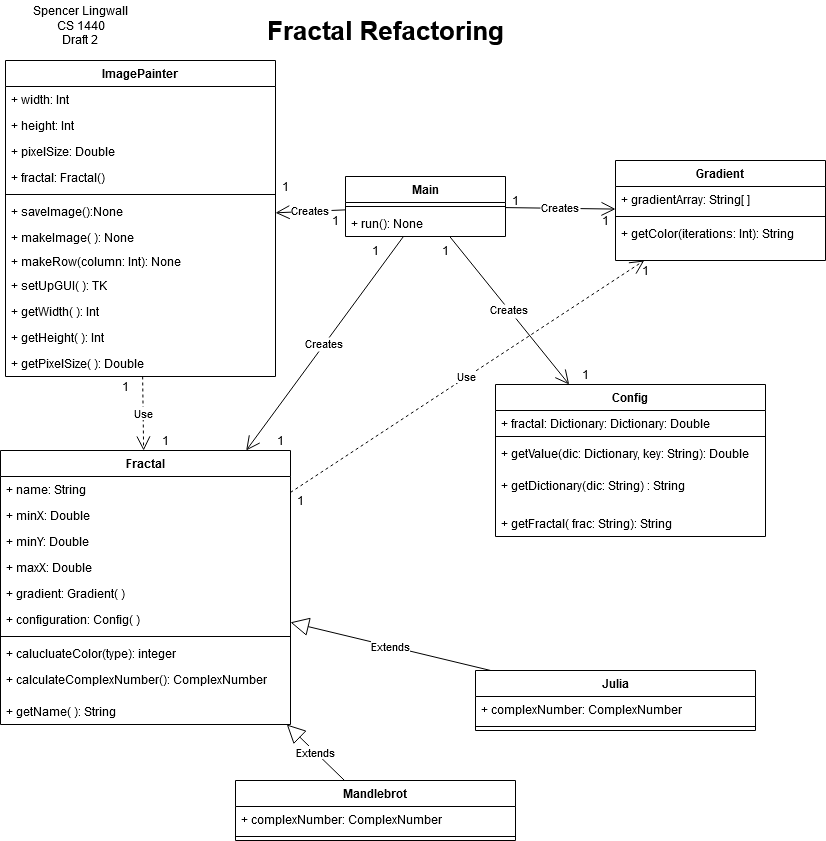 Spencer Lingwall
CS 1440
Draft 2
Fractal Refactoring
ImagePainter
+ width: Int
+ height: Int
+ pixelSize: Double
+ fractal: Fractal()
+ saveImage():None
+ makeImage( ): None
+ makeRow(column: Int): None
+ setUpGUI( ): TK
+ getWidth( ): Int
+ getHeight( ): Int
+ getPixelSize( ): Double
1
Creates
1
Main
+ run(): None
1
Creates
1
Gradient
+ gradientArray: String[ ]
+ getColor(iterations: Int): String
1
1
1
Creates
Creates
Use
1
Use
1
1
1
Config
+ fractal: Dictionary: Dictionary: Double
+ getValue(dic: Dictionary, key: String): Double
+ getDictionary(dic: String) : String
+ getFractal( frac: String): String
Fractal
+ name: String
+ minX: Double
+ minY: Double
+ maxX: Double
+ gradient: Gradient( )
+ configuration: Config( )
+ calucluateColor(type): integer
+ calculateComplexNumber(): ComplexNumber
+ getName( ): String
1
Extends
Julia
+ complexNumber: ComplexNumber
Extends
Mandlebrot
+ complexNumber: ComplexNumber